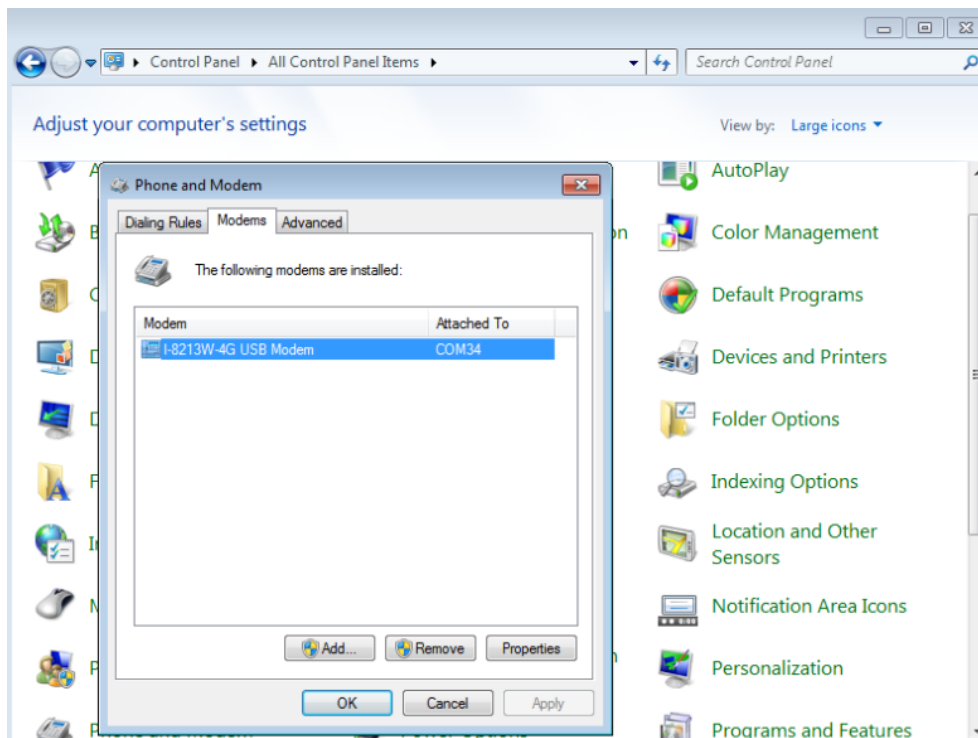 Control Panel ▸ All Control Panel Items ▸
Search Control Panel
Adjust your computer's settings
View by: Large icons
Phone and Modem
Dialing Rules
Modems
Advanced
The following modems are installed:
Modem
Attached To
I-8213W-4G USB Modem
COM34
Add...
Remove
Properties
OK
Cancel
Apply
AutoPlay
Color Management
Default Programs
Devices and Printers
Folder Options
Indexing Options
Location and Other
Sensors
Notification Area Icons
Personalization
Programs and Features